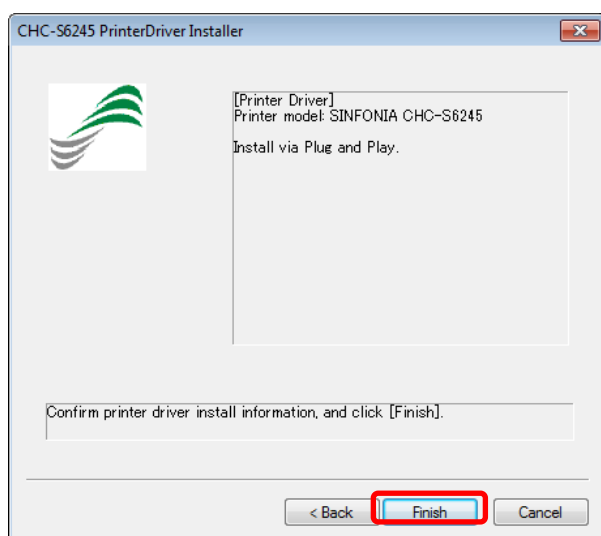 CHC-S6245 PrinterDriver Installer
[Printer Driver]
Printer model: SINFONIA CHC-S6245
Install via Plug and Play.
Confirm printer driver install information, and click [Finish].
< Back Finish Cancel